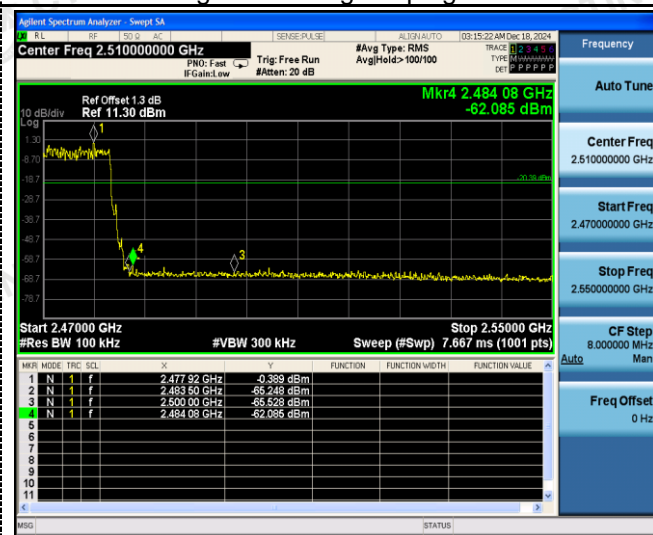 Agilent Spectrum Analyzer - Swept SA
RL RF 50 Ω AC SENSE:PULSE ALIGN AUTO 03:15:22 AM Dec 18, 2024
Center Freq 2.510000000 GHz
PNO: Fast
IFGain:Low
Trig: Free Run
#Atten: 20 dB
#Avg Type: RMS
Avg|Hold:> 100/100
TRACE 1 2 3 4 5 6
TYPE M
DET P P P P P P
Mkr4 2.484 08 GHz
-62.085 dBm
Ref Offset 1.3 dB
10 dB/div Ref 11.30 dBm
Log
1
1.30
-8.70
-18.7
-20.39 dBm
-28.7
-38.7
-48.7
4
3
-58.7
-68.7
-78.7
Start 2.47000 GHz Stop 2.55000 GHz
#Res BW 100 kHz #VBW 300 kHz Sweep (#Swp) 7.667 ms (1001 pts)
MKR MODE TRC SCL X Y FUNCTION FUNCTION WIDTH FUNCTION VALUE
1 N 1 f 2.477 92 GHz -0.389 dBm
2 N 1 f 2.483 50 GHz -65.248 dBm
3 N 1 f 2.500 00 GHz -65.528 dBm
4 N 1 f 2.484 08 GHz -62.085 dBm
5
6
7
8
9
10
11
MSG STATUS
Frequency
Auto Tune
Center Freq
2.510000000 GHz
Start Freq
2.470000000 GHz
Stop Freq
2.550000000 GHz
CF Step
8.000000 MHz
Auto Man
Freq Offset
0 Hz